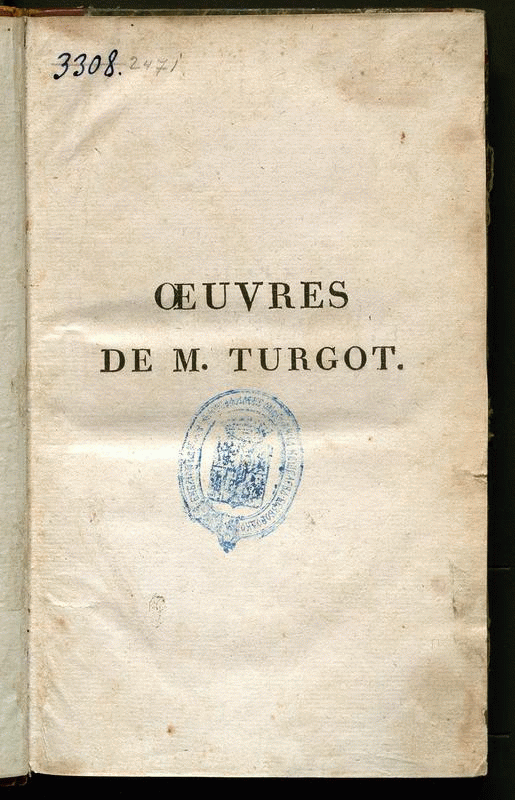 3308. 2471
ŒUVRES
DE M. TURGOT.